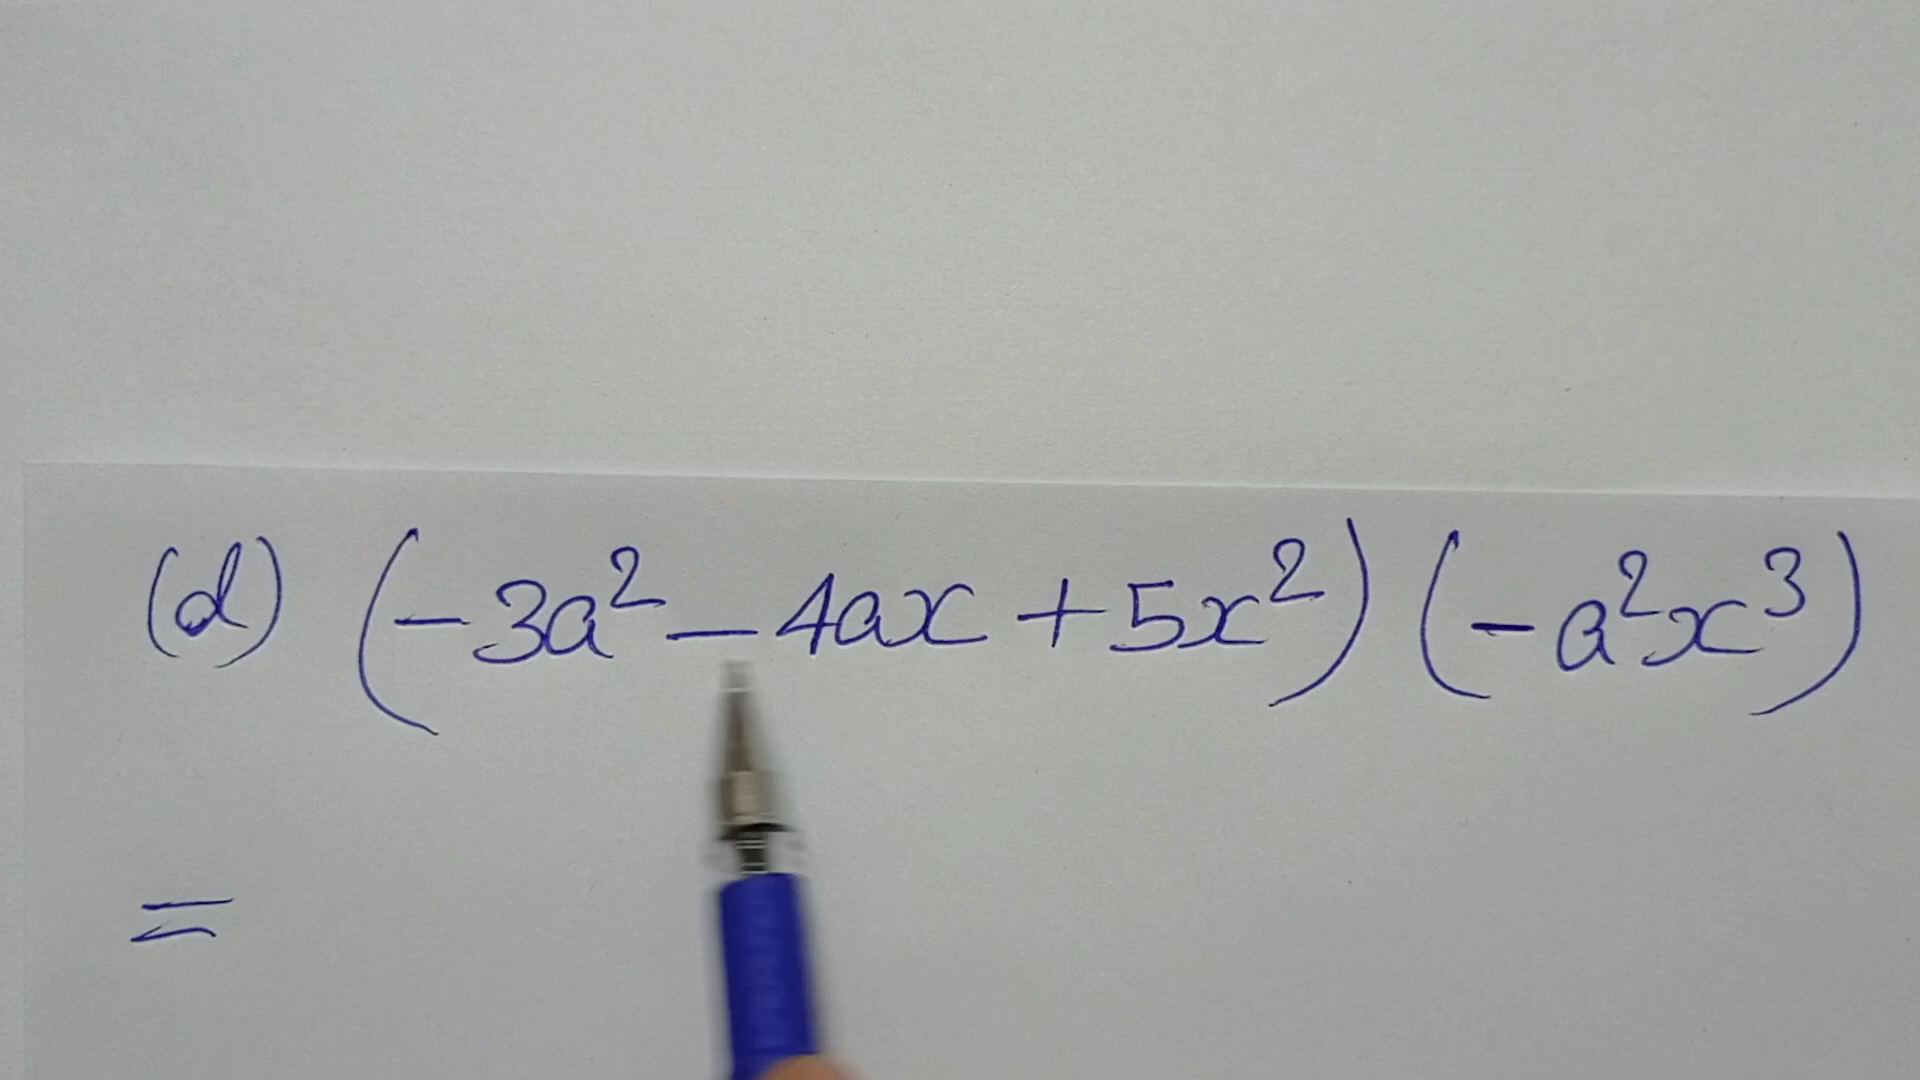 (d) (-3a² - 4ax + 5x²) (-a²x³)
=